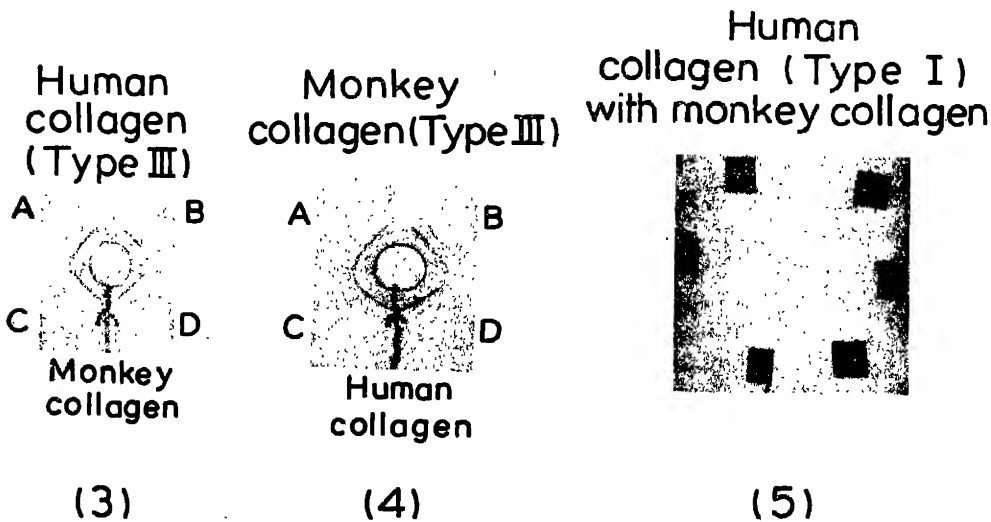 Human
collagen
(Type III)
A B
C D
Monkey
collagen
(3)
Monkey
collagen(Type III)
A B
C D
Human
collagen
(4)
Human
collagen (Type I)
with monkey collagen
(5)